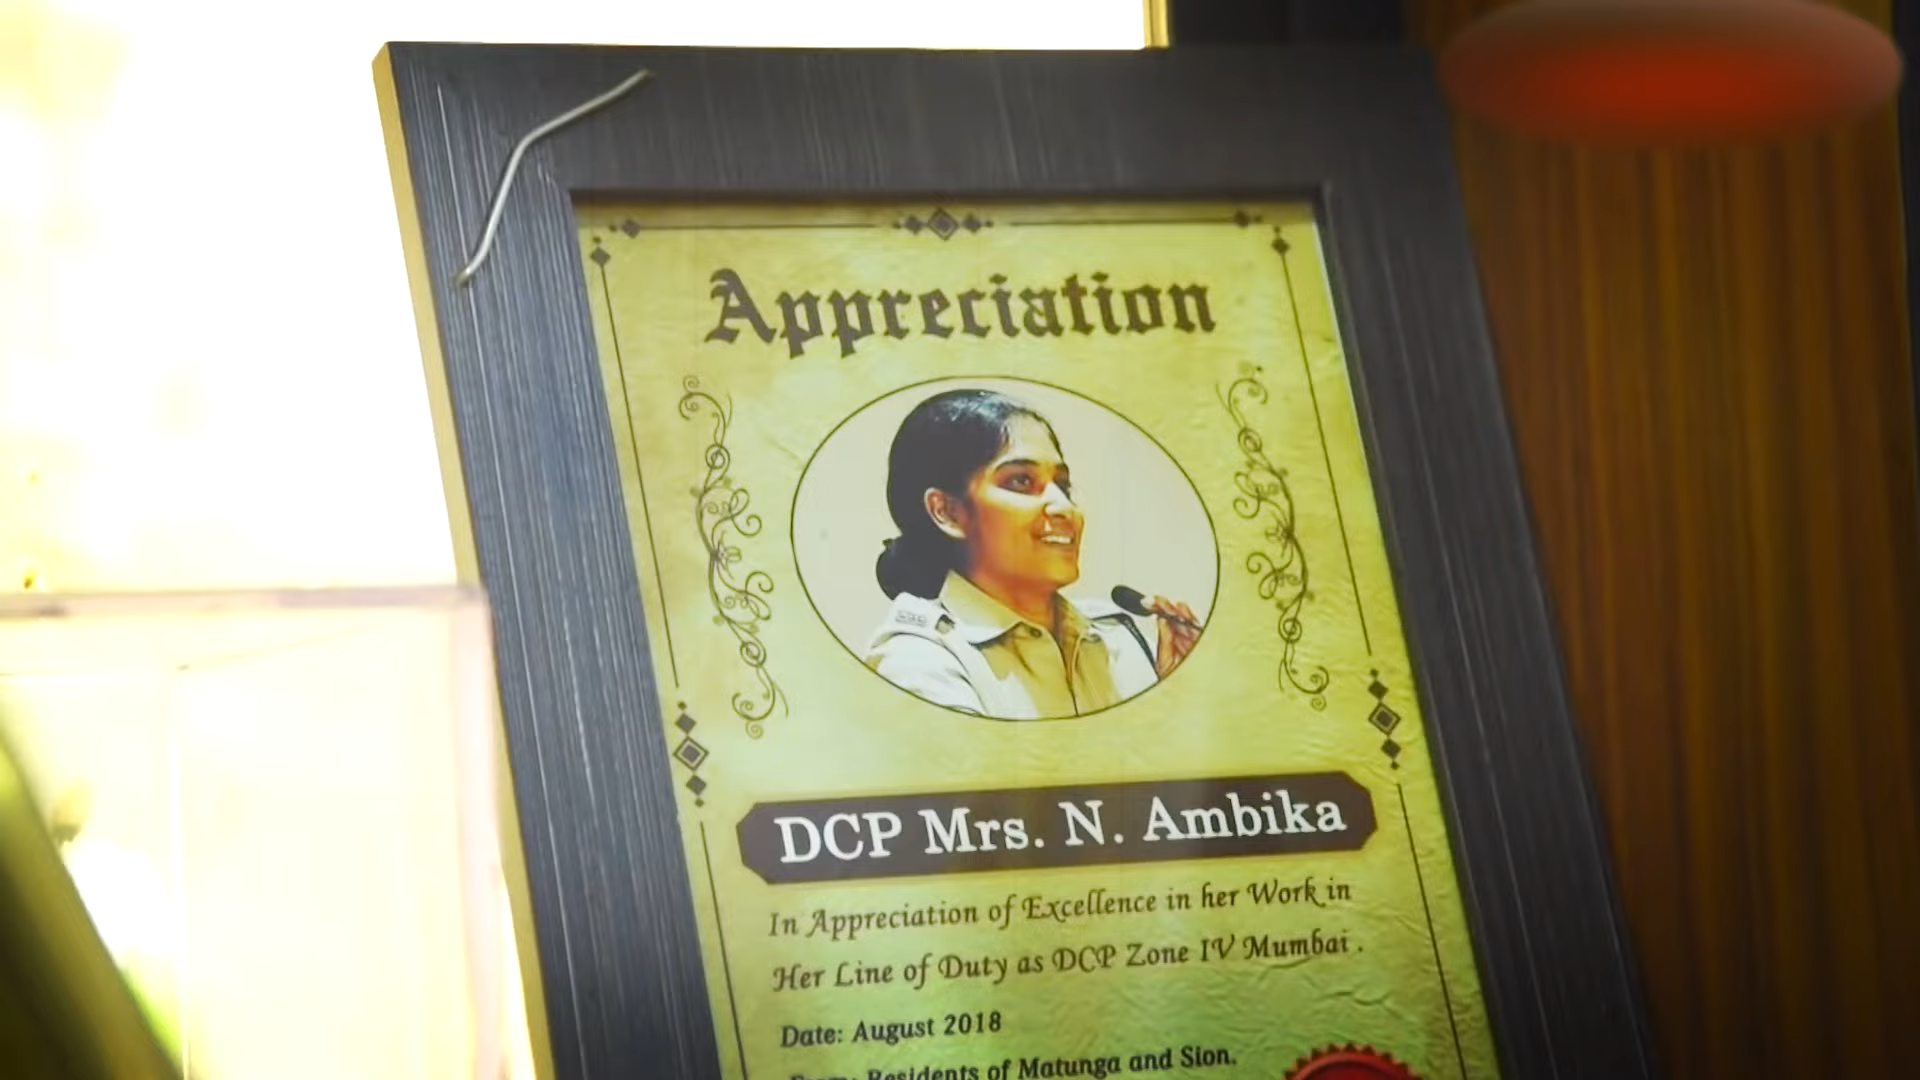 Appreciation
DCP Mrs. N. Ambika
In Appreciation of Excellence in her Work in
Her Line of Duty as DCP Zone IV Mumbai .
Date: August 2018
From: Residents of Matunga and Sion.